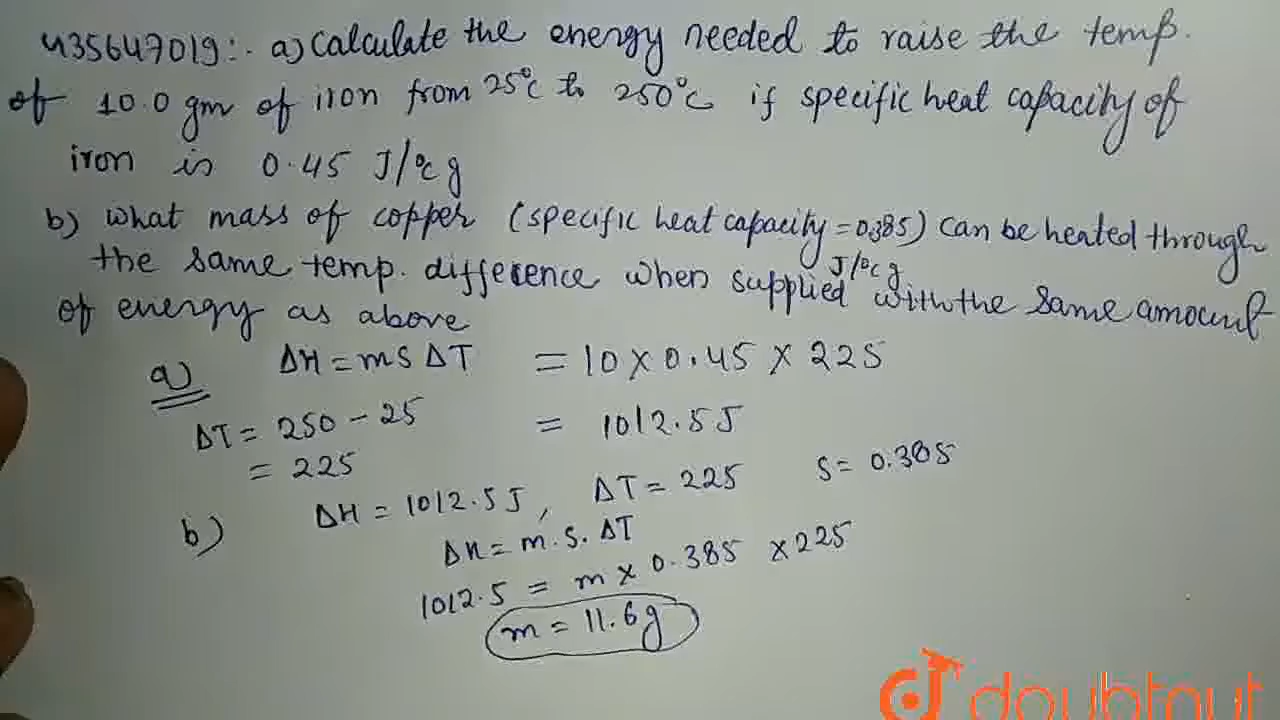 435647019:. a) Calculate the energy needed to raise the temp.
of 10.0 gm of iron from 25°C to 250°C if specific heat capacity of
iron is 0.45 J/°C g
b) What mass of copper (specific heat capacity = 0.385) can be heated through
J/°C g
the same temp. difference when supplied with the same amount
of energy as above
a) ΔH = ms ΔT = 10 × 0.45 × 225
ΔT = 250 - 25 = 1012.5 J
= 225
b) ΔH = 1012.5 J, ΔT = 225 S = 0.385
ΔH = m.s. ΔT
1012.5 = m × 0.385 × 225
m = 11.6g
doubtnut